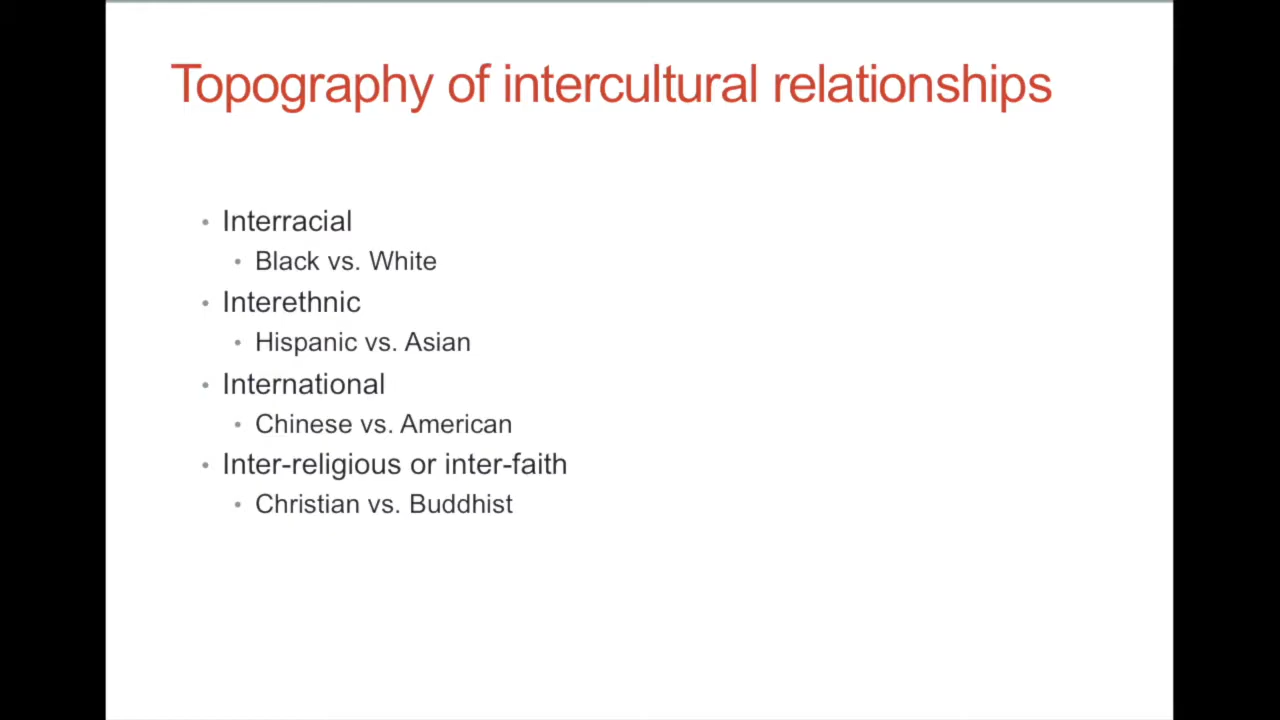 Topography of intercultural relationships
• Interracial
• Black vs. White
• Interethnic
• Hispanic vs. Asian
• International
• Chinese vs. American
• Inter-religious or inter-faith
• Christian vs. Buddhist